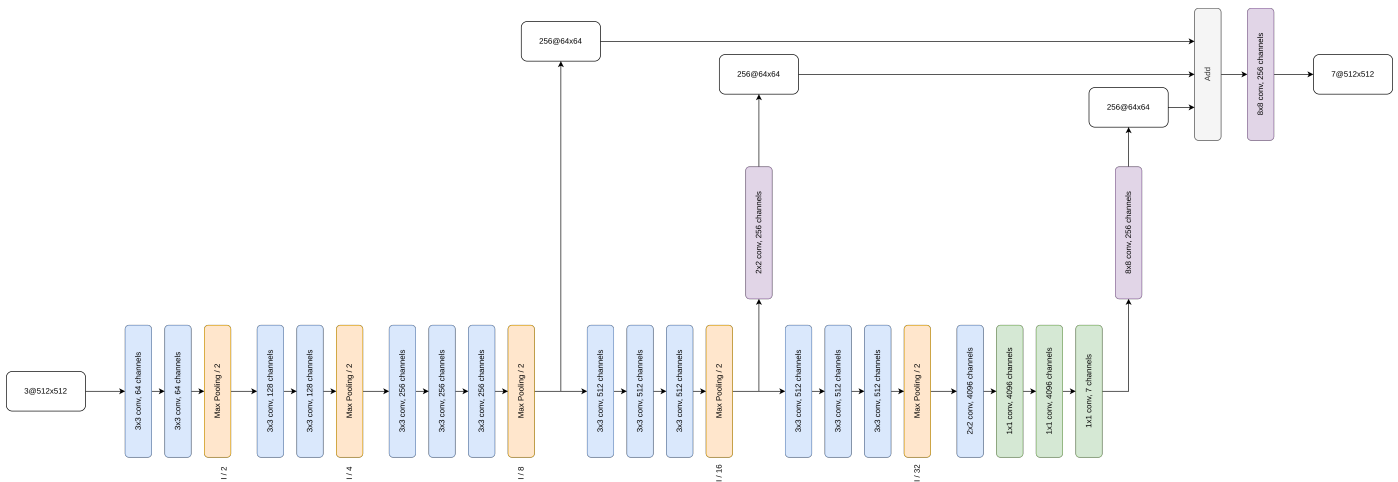 256@64x64
256@64x64
256@64x64
Add
8x8 conv, 256 channels
7@512x512
2x2 conv, 256 channels
8x8 conv, 256 channels
3@512x512
3x3 conv, 64 channels
3x3 conv, 64 channels
Max Pooling / 2
3x3 conv, 128 channels
3x3 conv, 128 channels
Max Pooling / 2
3x3 conv, 256 channels
3x3 conv, 256 channels
3x3 conv, 256 channels
Max Pooling / 2
3x3 conv, 512 channels
3x3 conv, 512 channels
3x3 conv, 512 channels
Max Pooling / 2
3x3 conv, 512 channels
3x3 conv, 512 channels
3x3 conv, 512 channels
Max Pooling / 2
2x2 conv, 4096 channels
1x1 conv, 4096 channels
1x1 conv, 4096 channels
1x1 conv, 7 channels
I / 2
I / 4
I / 8
I / 16
I / 32